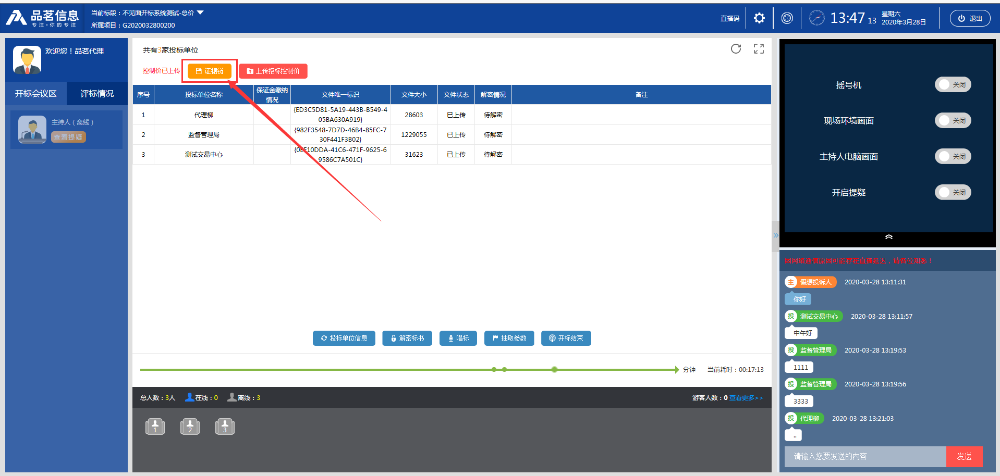 品茗信息
专注·你的专注
当前标段：不见面开标系统测试-总价
所属项目：G2020032800200
直播码
13:47 13
星期六
2020年3月28日
退出
欢迎您！品茗代理
开标会议区
评标情况
主持人（离线）
查看提疑
共有3家投标单位
控制价已上传
证据链
上传招标控制价
序号 投标单位名称 保证金缴纳情况 文件唯一标识 文件大小 文件状态 解密情况 备注
1 代理柳 {ED3C5D81-5A19-443B-B549-405BA630A919} 28603 已上传 待解密
2 监督管理局 {982F3548-7D7D-46B4-85FC-730F441F3B02} 1229055 已上传 待解密
3 测试交易中心 10DDA-41C6-471F-9625-69586C7A501C} 31623 已上传 待解密
投标单位信息
解密标书
唱标
抽取参数
开标结束
分钟
当前耗时：00:17:13
总人数：3人
在线：0
离线：3
游客人数：0 查看更多>>
1
2
3
摇号机 关闭
现场环境画面 关闭
主持人电脑画面 关闭
开启提疑 关闭
因网络通信原因可能存在直播延迟，请各位知悉！
主 假想投诉人 2020-03-28 13:11:31
你好
投 测试交易中心 2020-03-28 13:11:57
中午好
投 监督管理局 2020-03-28 13:19:53
1111
投 监督管理局 2020-03-28 13:19:56
3333
投 代理柳 2020-03-28 13:21:03
..
请输入您要发送的内容
发送